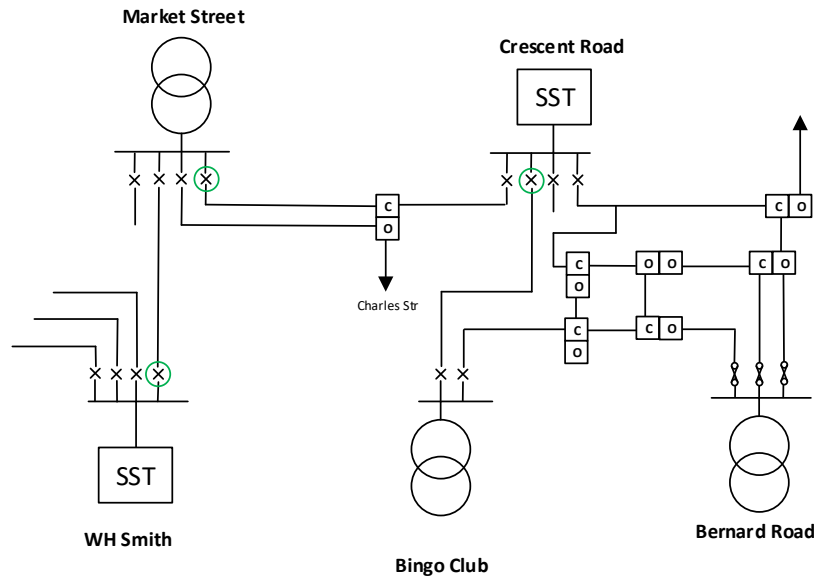 Market Street
Crescent Road
SST
C
O
C O
C O O C O
O
Charles Str
C C O
O
SST
WH Smith
Bernard Road
Bingo Club